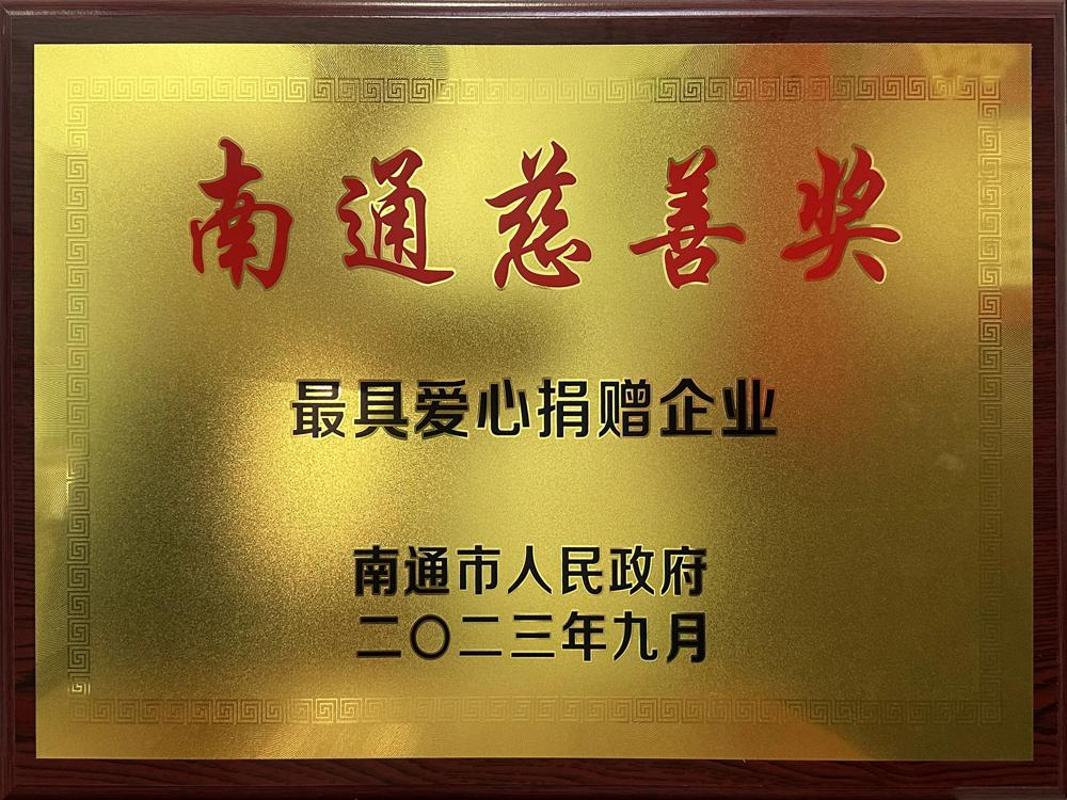 南通慈善奖
最具爱心捐赠企业
南通市人民政府
二〇二三年九月